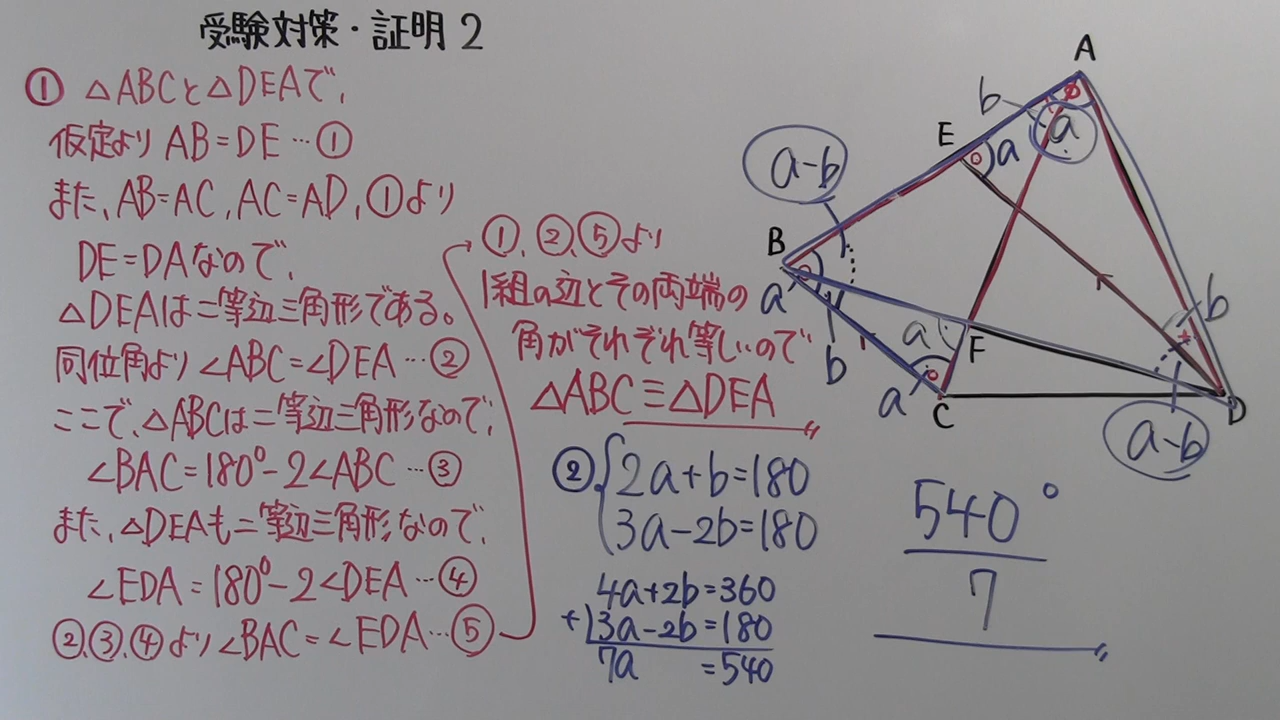 受験対策・証明2
① △ABCと△DEAで、
仮定より AB=DE…①
また、AB=AC, AC=AD, ①より
DE=DAなので、
△DEAは二等辺三角形である。
同位角より ∠ABC=∠DEA…②
ここで、△ABCは二等辺三角形なので、
∠BAC=180°-2∠ABC…③
また、△DEAも二等辺三角形なので、
∠EDA=180°-2∠DEA…④
②、③、④より∠BAC=∠EDA…⑤
①、②、⑤より
1組の辺とその両端の
角がそれぞれ等しいので
△ABC≡△DEA
② 2a+b=180
3a-2b=180
4a+2b=360
+)3a-2b=180
7a =540
A
b
a
E
a
a-b
B
a
b
a
F
a
C
b
D
a-b
540°
7